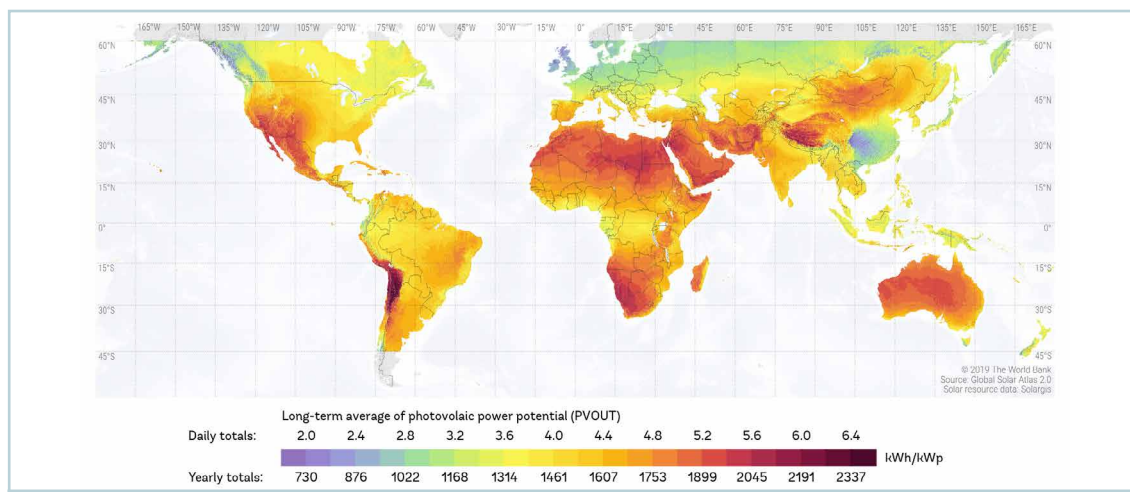 165°W 150°W 135°W 120°W 105°W 90°W 75°W 60°W 45°W 30°W 15°W 0° 15°E 30°E 45°E 60°E 75°E 90°E 105°E 120°E 135°E 150°E 165°E
60°N 60°N
45°N 45°N
30°N 30°N
15°N 15°N
0° 0°
15°S 15°S
30°S 30°S
45°S 45°S
© 2019 The World Bank
Source: Global Solar Atlas 2.0
Solar resource data: Solargis
Long-term average of photovolaic power potential (PVOUT)
Daily totals: 2.0 2.4 2.8 3.2 3.6 4.0 4.4 4.8 5.2 5.6 6.0 6.4
kWh/kWp
Yearly totals: 730 876 1022 1168 1314 1461 1607 1753 1899 2045 2191 2337